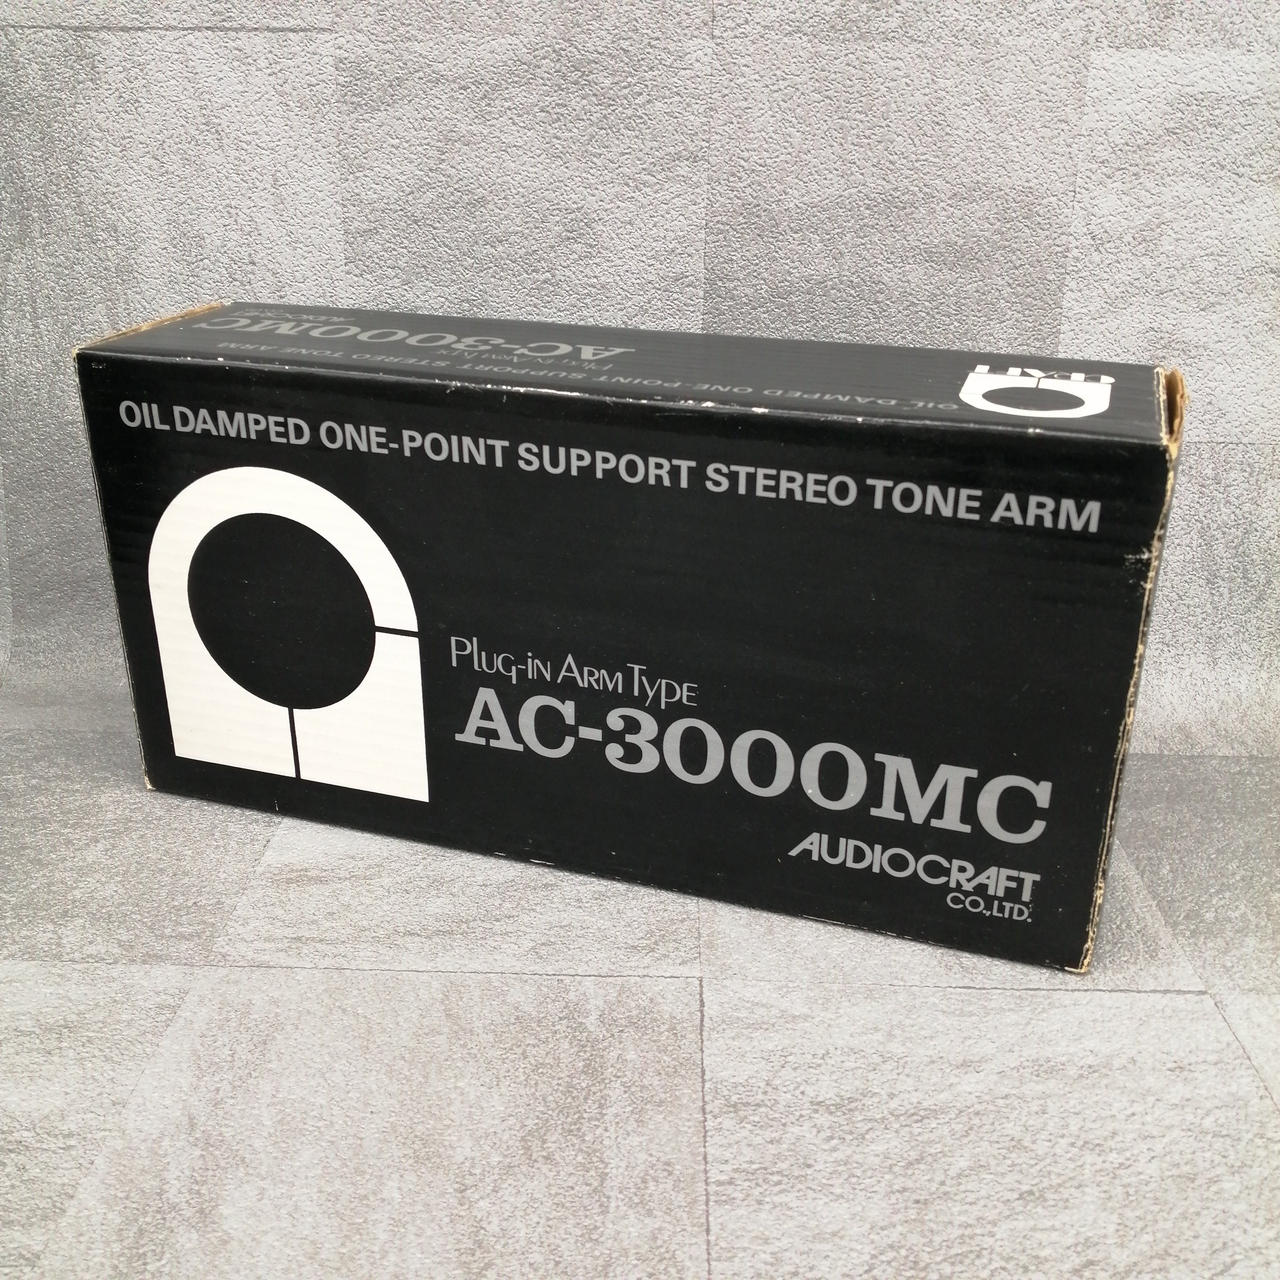 AC-3000MC
OIL DAMPED ONE-POINT SUPPORT STEREO TONE ARM
OIL DAMPED ONE-POINT SUPPORT STEREO TONE ARM
Plug-in Arm Type
AC-3000MC
AUDIOCRAFT
CO.,LTD.